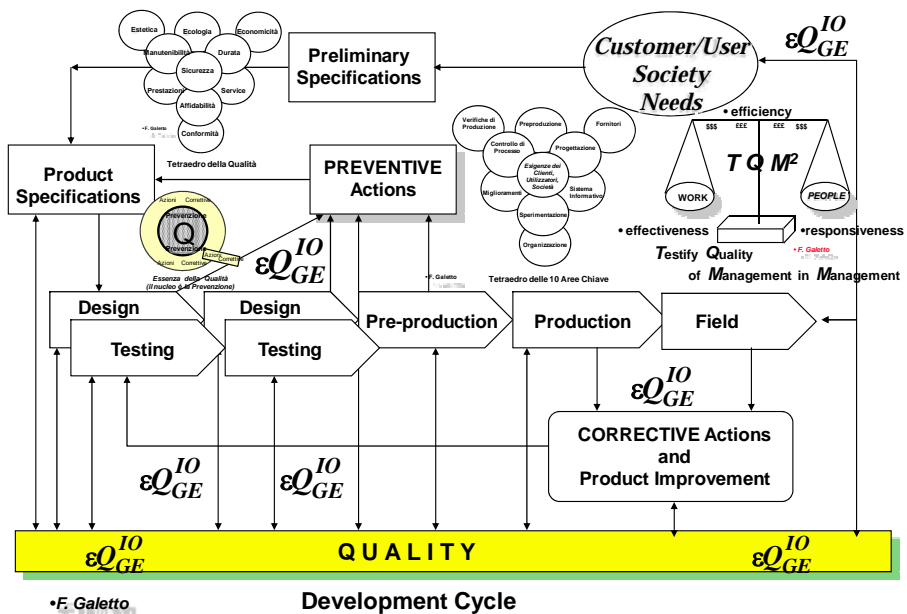 Estetica
Ecologia
Economicità
Manutenibilità
Durata
Sicurezza
Prestazioni
Service
Affidabilità
Conformità
•F. Galetto
Tetraedro della Qualità
Preliminary
Specifications
Customer/User
Society
Needs
εQ IO GE
•efficiency
$$$ £££ £££ $$$
T Q M²
WORK
PEOPLE
•effectiveness
•responsiveness
Testify Quality
of Management in Management
•F. Galetto
Verifiche di
Produzione
Preproduzione
Fornitori
Controllo di
Processo
Progettazione
Esigenze dei
Clienti,
Utilizzatori,
Società
Miglioramenti
Sistema
Informativo
Sperimentazione
Organizzazione
Tetraedro delle 10 Aree Chiave
Product
Specifications
PREVENTIVE
Actions
Azioni Correttive
Prevenzione
Q
Prevenzione
Azioni Correttive
Azioni
Correttive
Essenza della Qualità
(il nucleo è la Prevenzione)
εQ IO GE
•F. Galetto
Design
Testing
Design
Testing
Pre-production
Production
Field
εQ IO GE
CORRECTIVE Actions
and
Product Improvement
εQ IO GE
εQ IO GE
εQ IO GE
QUALITY
εQ IO GE
•F. Galetto
Development Cycle